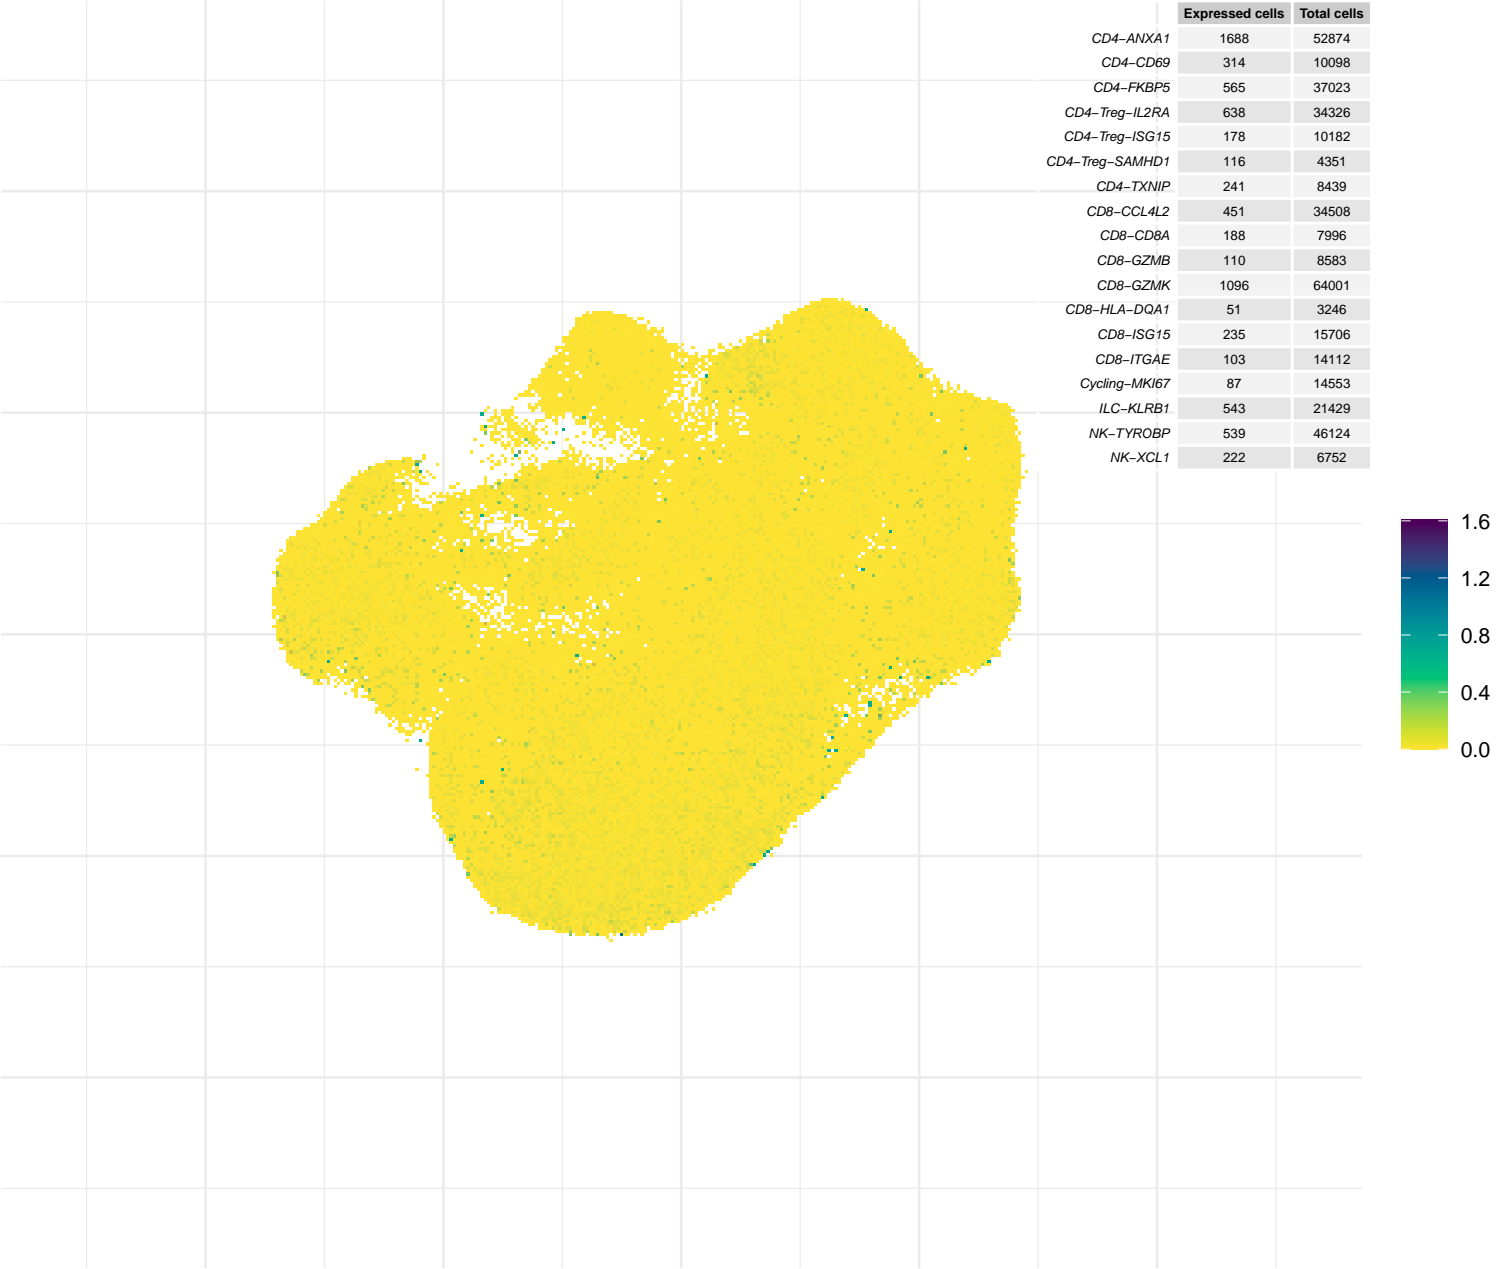 Expressed cells Total cells
CD4−ANXA1 1688 52874
CD4−CD69 314 10098
CD4−FKBP5 565 37023
CD4−Treg−IL2RA 638 34326
CD4−Treg−ISG15 178 10182
CD4−Treg−SAMHD1 116 4351
CD4−TXNIP 241 8439
CD8−CCL4L2 451 34508
CD8−CD8A 188 7996
CD8−GZMB 110 8583
CD8−GZMK 1096 64001
CD8−HLA−DQA1 51 3246
CD8−ISG15 235 15706
CD8−ITGAE 103 14112
Cycling−MKI67 87 14553
ILC−KLRB1 543 21429
NK−TYROBP 539 46124
NK−XCL1 222 6752
1.6
1.2
0.8
0.4
0.0